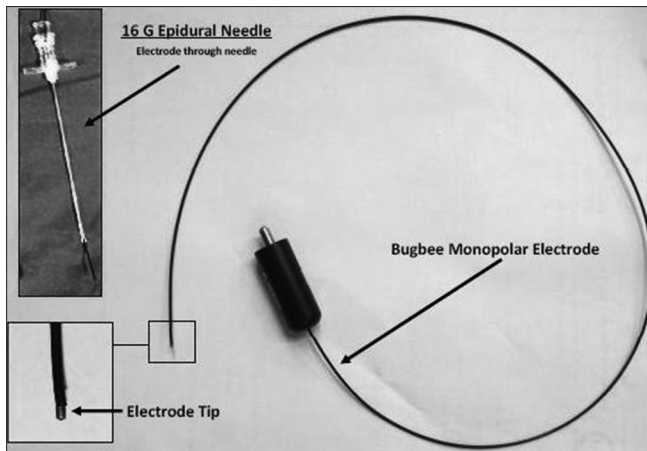 16 G Epidural Needle
Electrode through needle
Bugbee Monopolar Electrode
Electrode Tip